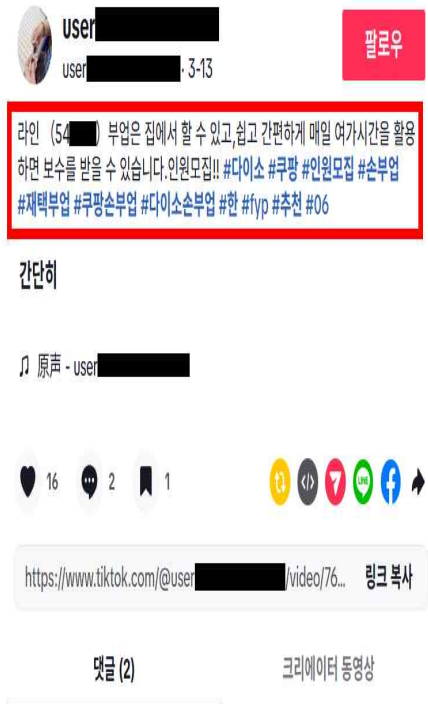 user
user · 3-13
팔로우
라인 (54 ) 부업은 집에서 할 수 있고,쉽고 간편하게 매일 여가시간을 활용
하면 보수를 받을 수 있습니다.인원모집!! #다이소 #쿠팡 #인원모집 #손부업
#재택부업 #쿠팡손부업 #다이소손부업 #한 #fyp #추천 #06
간단히
原声 - user
16 2 1
LINE
https://www.tiktok.com/@user /video/76... 링크 복사
댓글 (2) 크리에이터 동영상